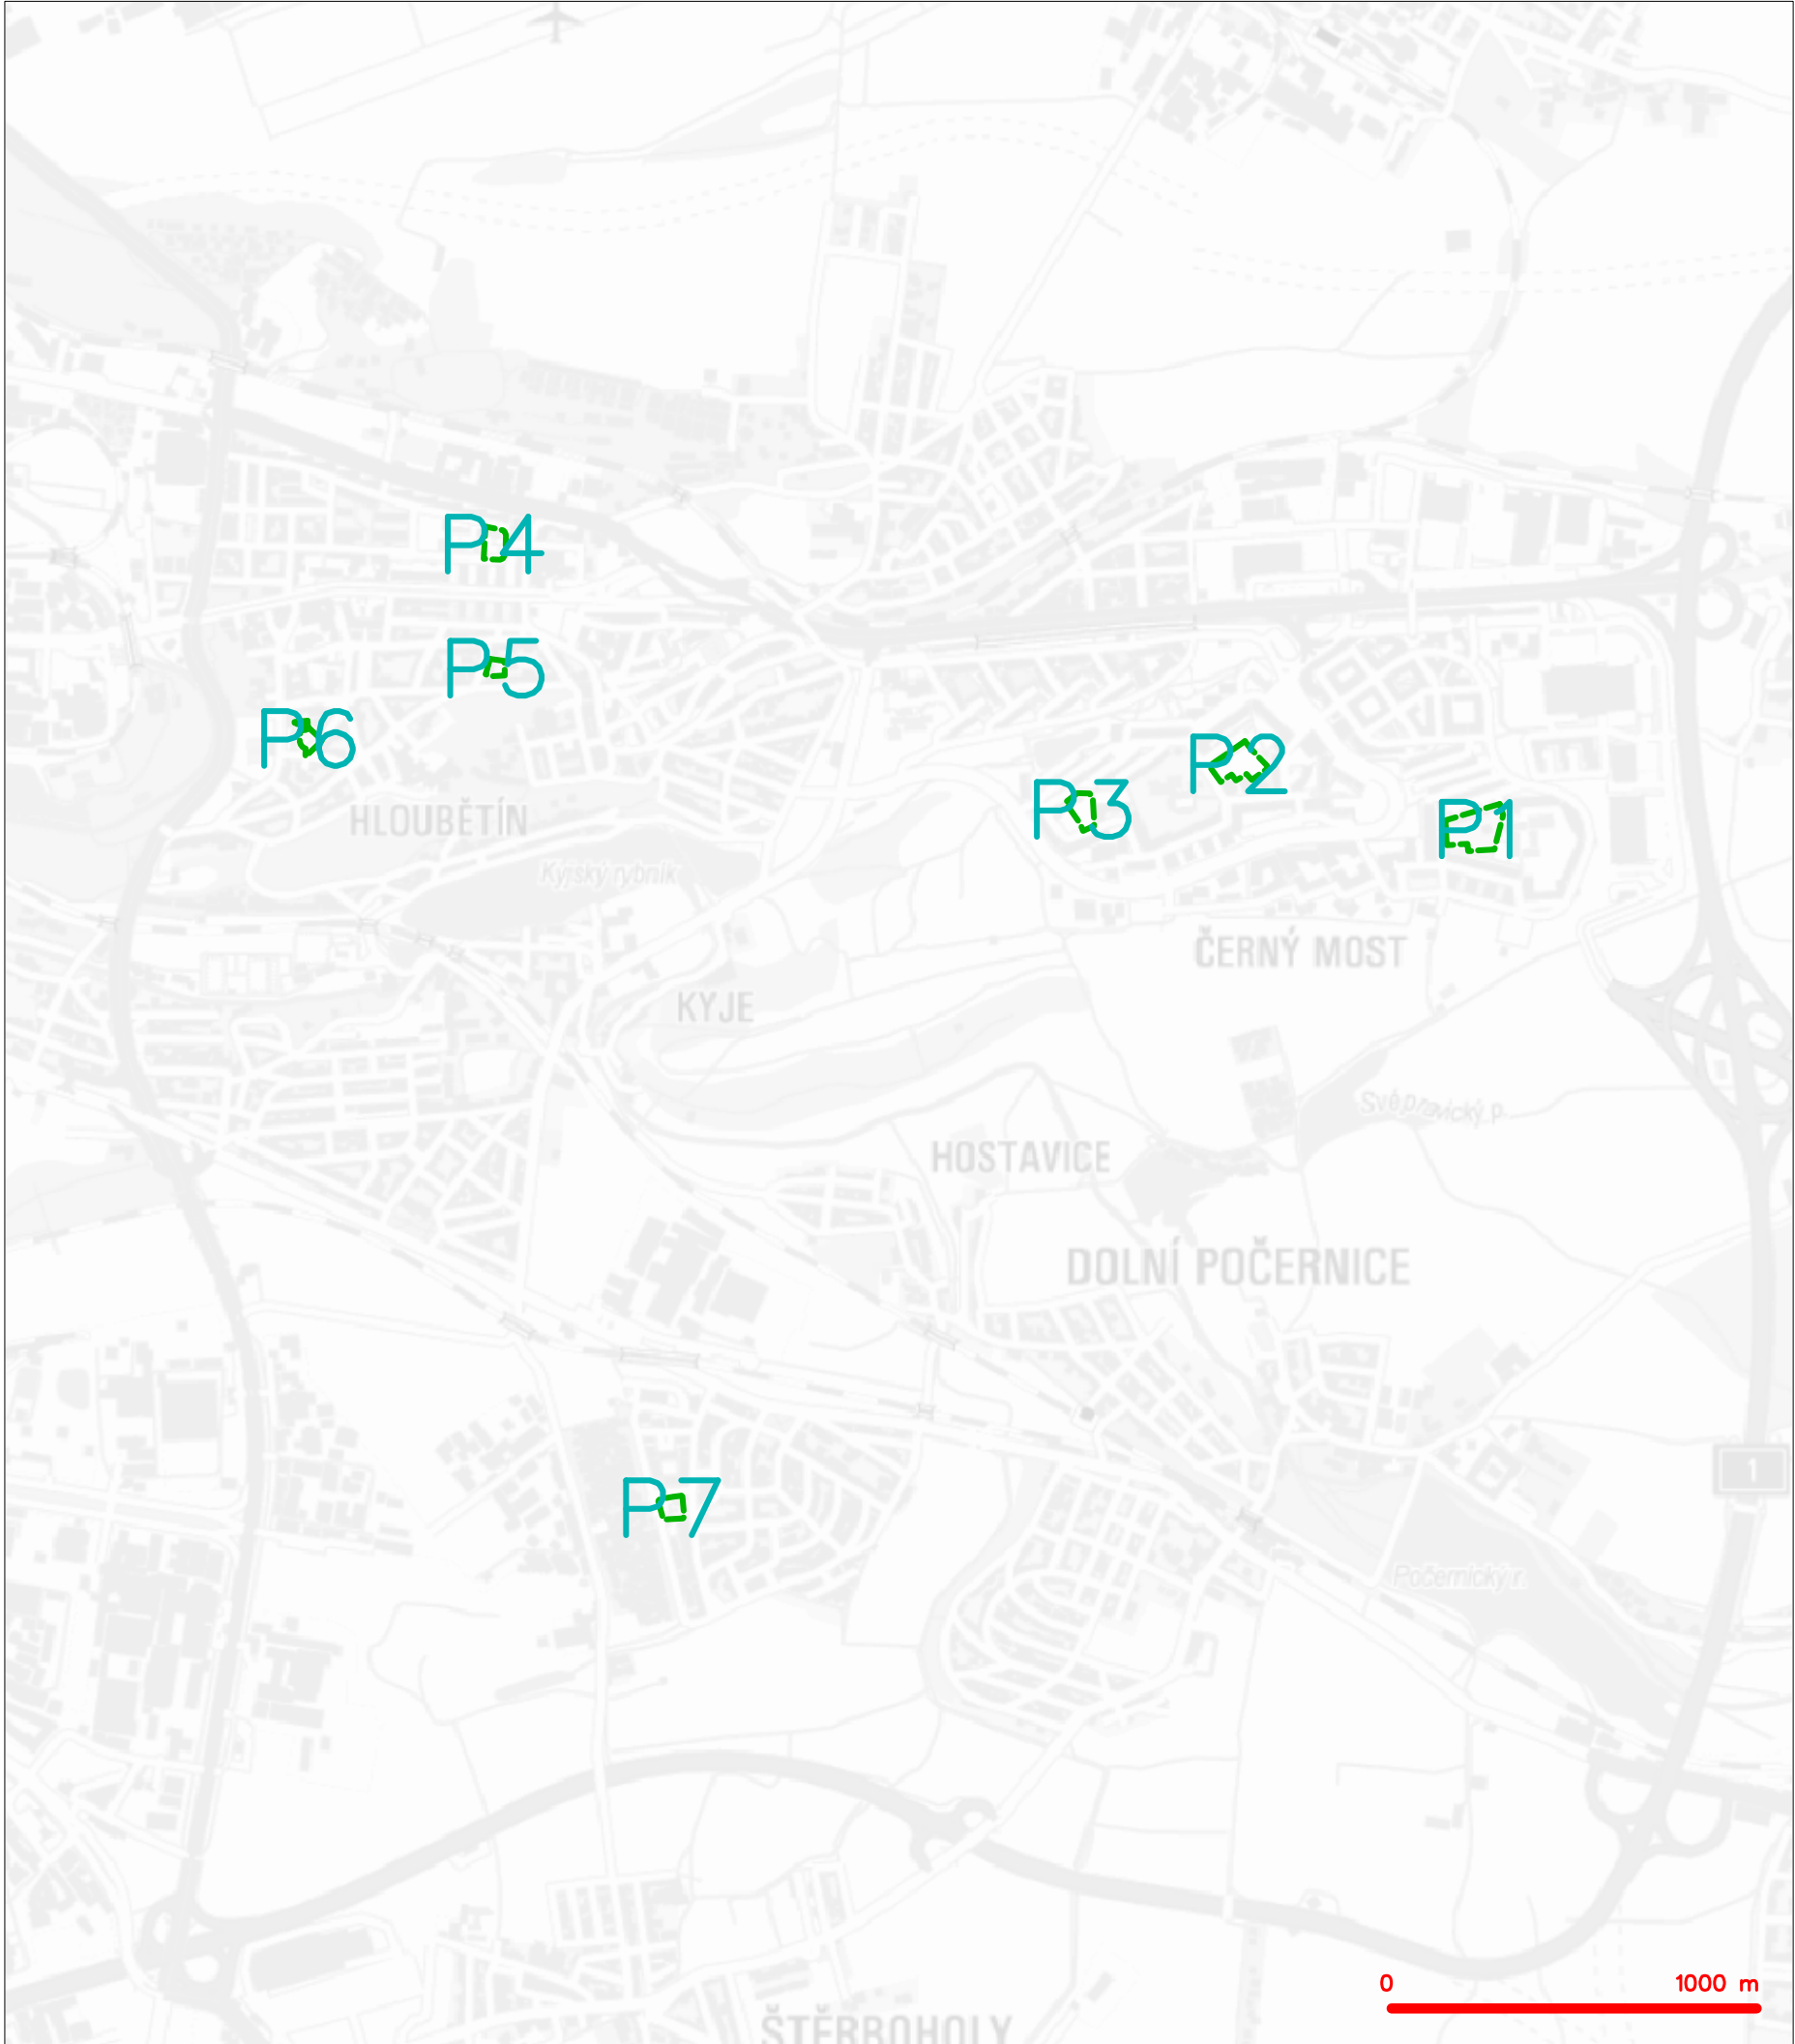 P4
P5
P6
P2
P3
P1
HLOUBĚTÍN
Kyjský rybník
ČERNÝ MOST
KYJE
Svépravický p.
HOSTAVICE
DOLNÍ POČERNICE
1
P7
Počernický r.
0 1000 m
ŠTĚRBOHOLY